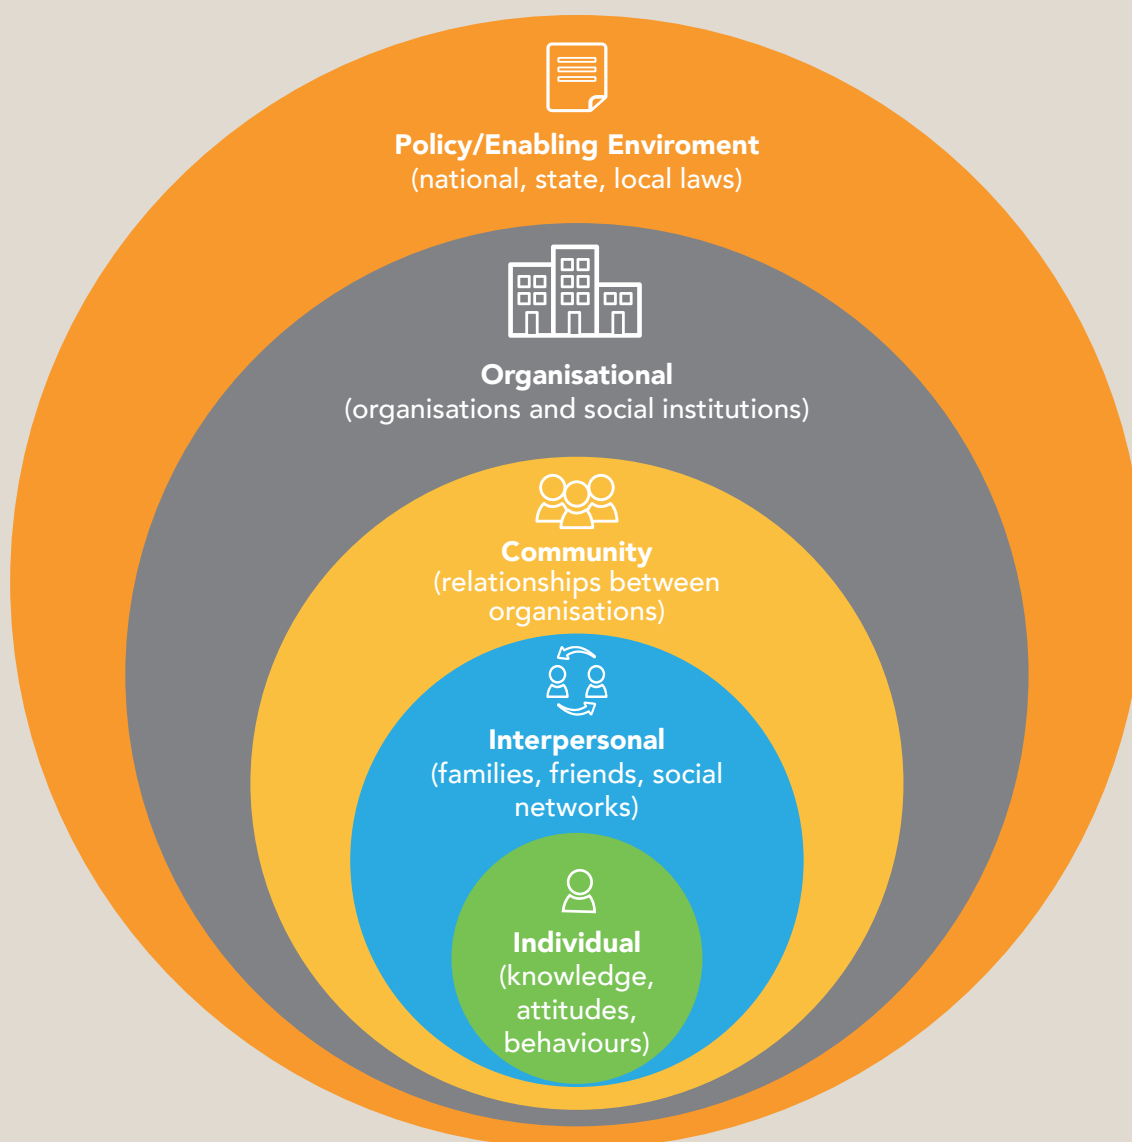 Policy/Enabling Enviroment
(national, state, local laws)
Organisational
(organisations and social institutions)
Community
(relationships between
organisations)
Interpersonal
(families, friends, social
networks)
Individual
(knowledge,
attitudes,
behaviours)